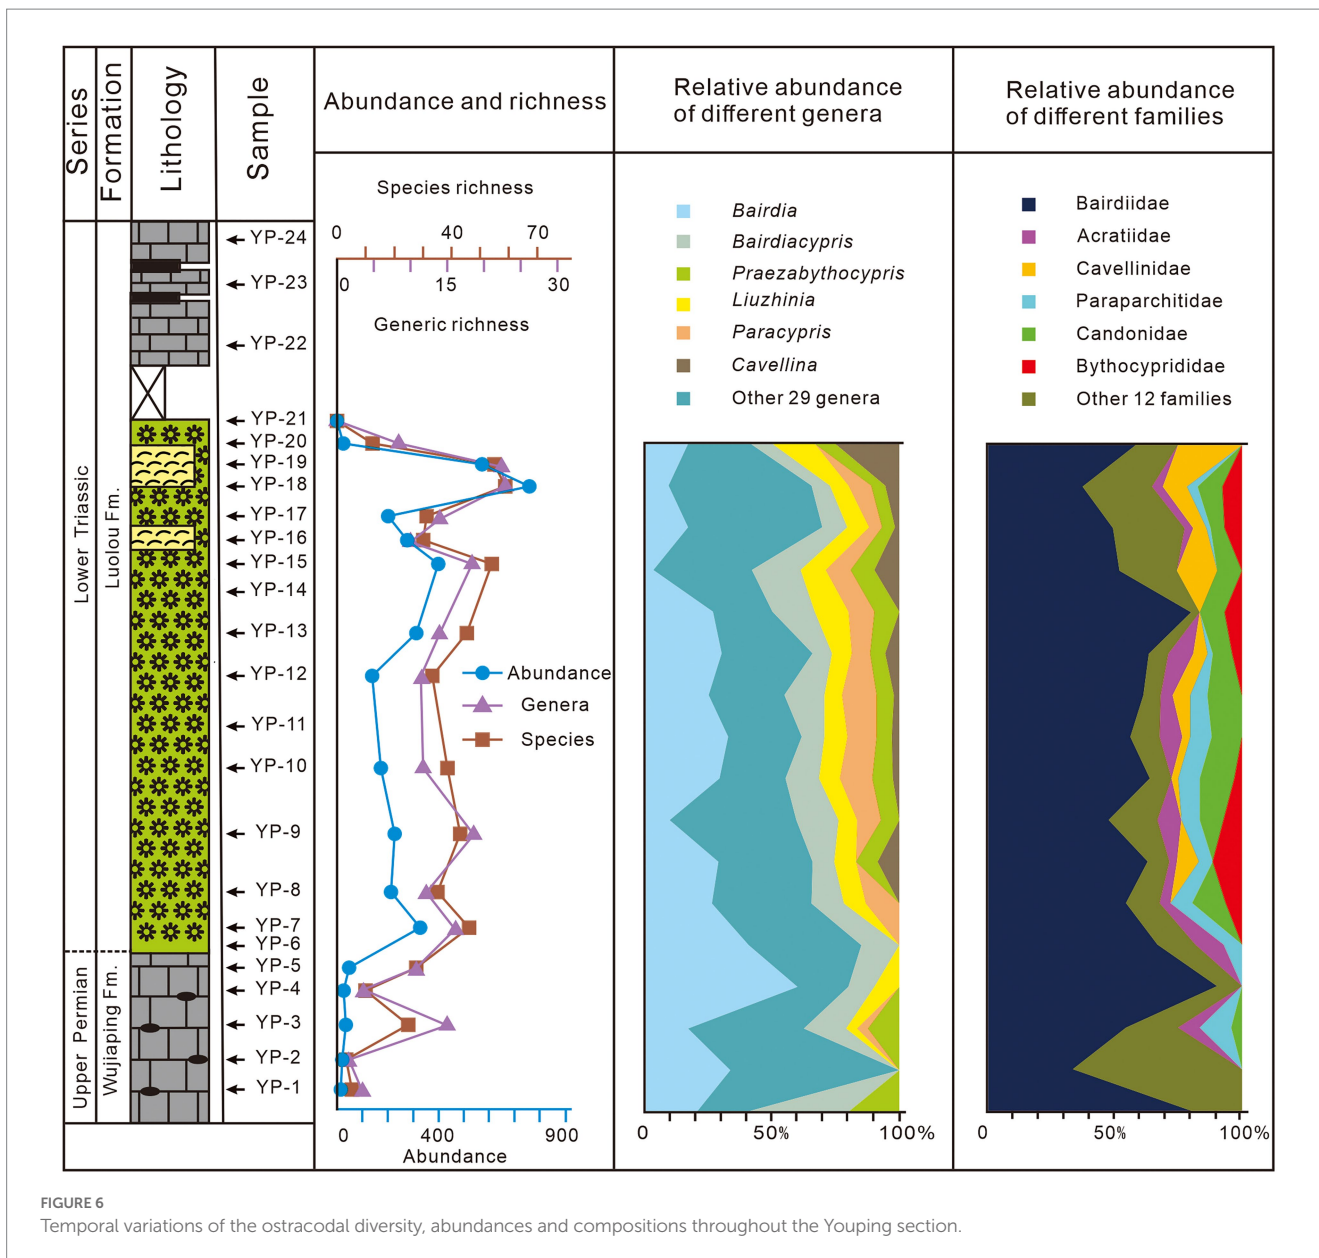 Series
Formation
Lithology
Sample
Abundance and richness
Relative abundance
of different genera
Relative abundance
of different families
Species richness
0 40 70
0 15 30
Generic richness
Bairdia
Bairdiacypris
Praezabythocypris
Liuzhinia
Paracypris
Cavellina
Other 29 genera
Bairdiidae
Acratiidae
Cavellinidae
Paraparchitidae
Candonidae
Bythocyprididae
Other 12 families
Lower Triassic
Luolou Fm.
Upper Permian
Wujiaping Fm.
YP-24
YP-23
YP-22
YP-21
YP-20
YP-19
YP-18
YP-17
YP-16
YP-15
YP-14
YP-13
YP-12
YP-11
YP-10
YP-9
YP-8
YP-7
YP-6
YP-5
YP-4
YP-3
YP-2
YP-1
Abundance
Genera
Species
0 400 900
Abundance
0 50% 100%
0 50% 100%
FIGURE 6
Temporal variations of the ostracodal diversity, abundances and compositions throughout the Youping section.